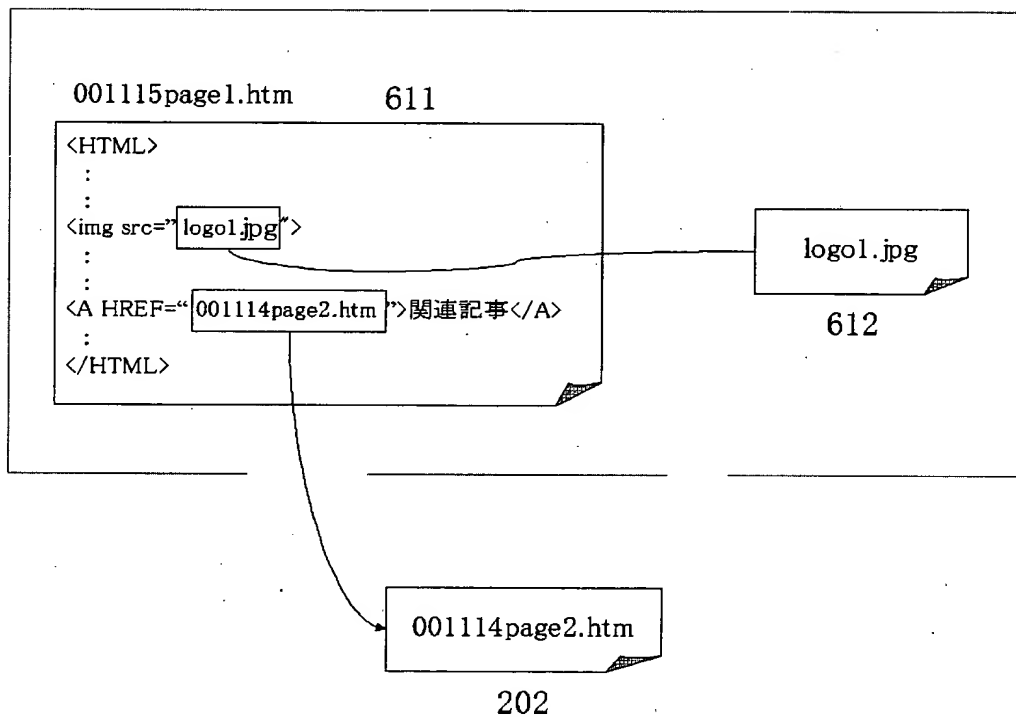 001115page1.htm 611
<HTML>
:
:
<img src="logo1.jpg">
:
:
<A HREF="001114page2.htm">関連記事</A>
:
</HTML>
logo1.jpg
612
001114page2.htm
202